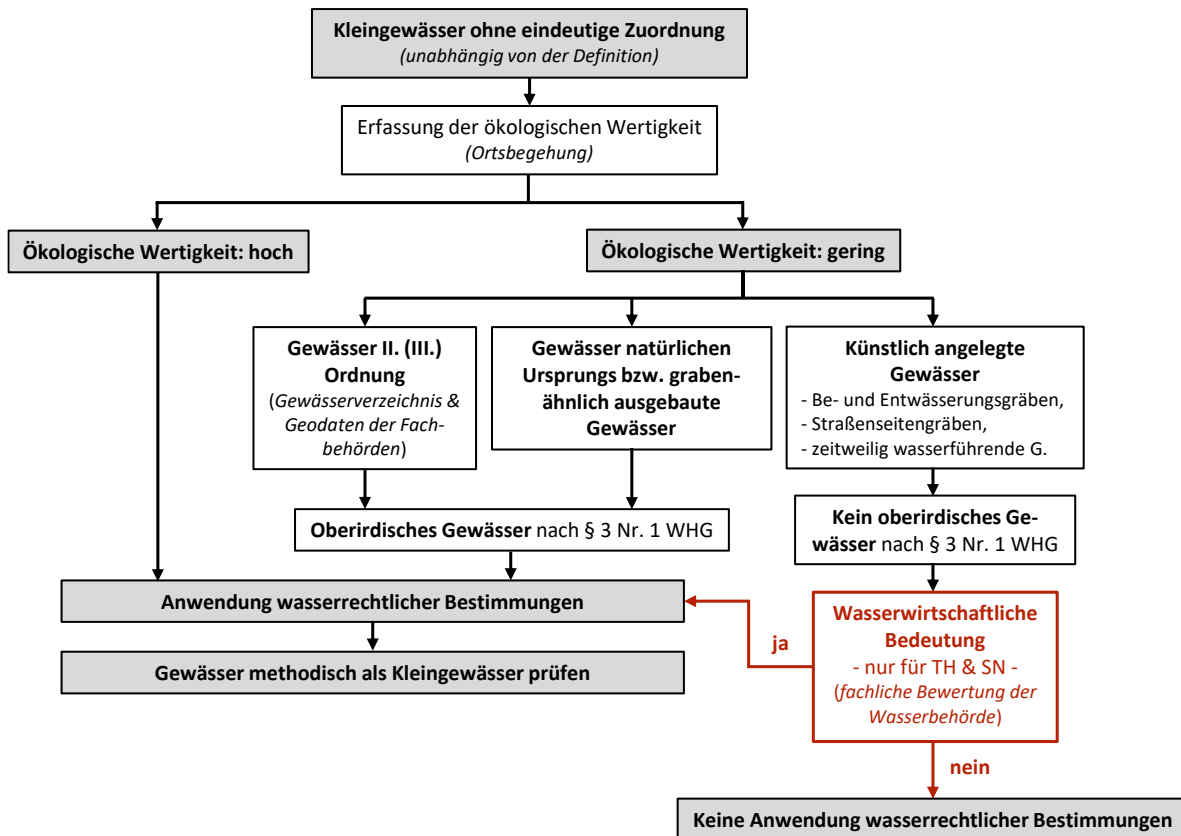 Kleingewässer ohne eindeutige Zuordnung
(unabhängig von der Definition)
Erfassung der ökologischen Wertigkeit
(Ortsbegehung)
Ökologische Wertigkeit: hoch
Ökologische Wertigkeit: gering
Gewässer II. (III.)
Ordnung
(Gewässerverzeichnis &
Geodaten der Fach-
behörden)
Gewässer natürlichen
Ursprungs bzw. graben-
ähnlich ausgebaute
Gewässer
Künstlich angelegte
Gewässer
- Be- und Entwässerungsgräben,
- Straßenseitengräben,
- zeitweilig wasserführende G.
Oberirdisches Gewässer nach § 3 Nr. 1 WHG
Kein oberirdisches Ge-
wässer nach § 3 Nr. 1 WHG
Anwendung wasserrechtlicher Bestimmungen
ja
Wasserwirtschaftliche
Bedeutung
- nur für TH & SN -
(fachliche Bewertung der
Wasserbehörde)
Gewässer methodisch als Kleingewässer prüfen
nein
Keine Anwendung wasserrechtlicher Bestimmungen